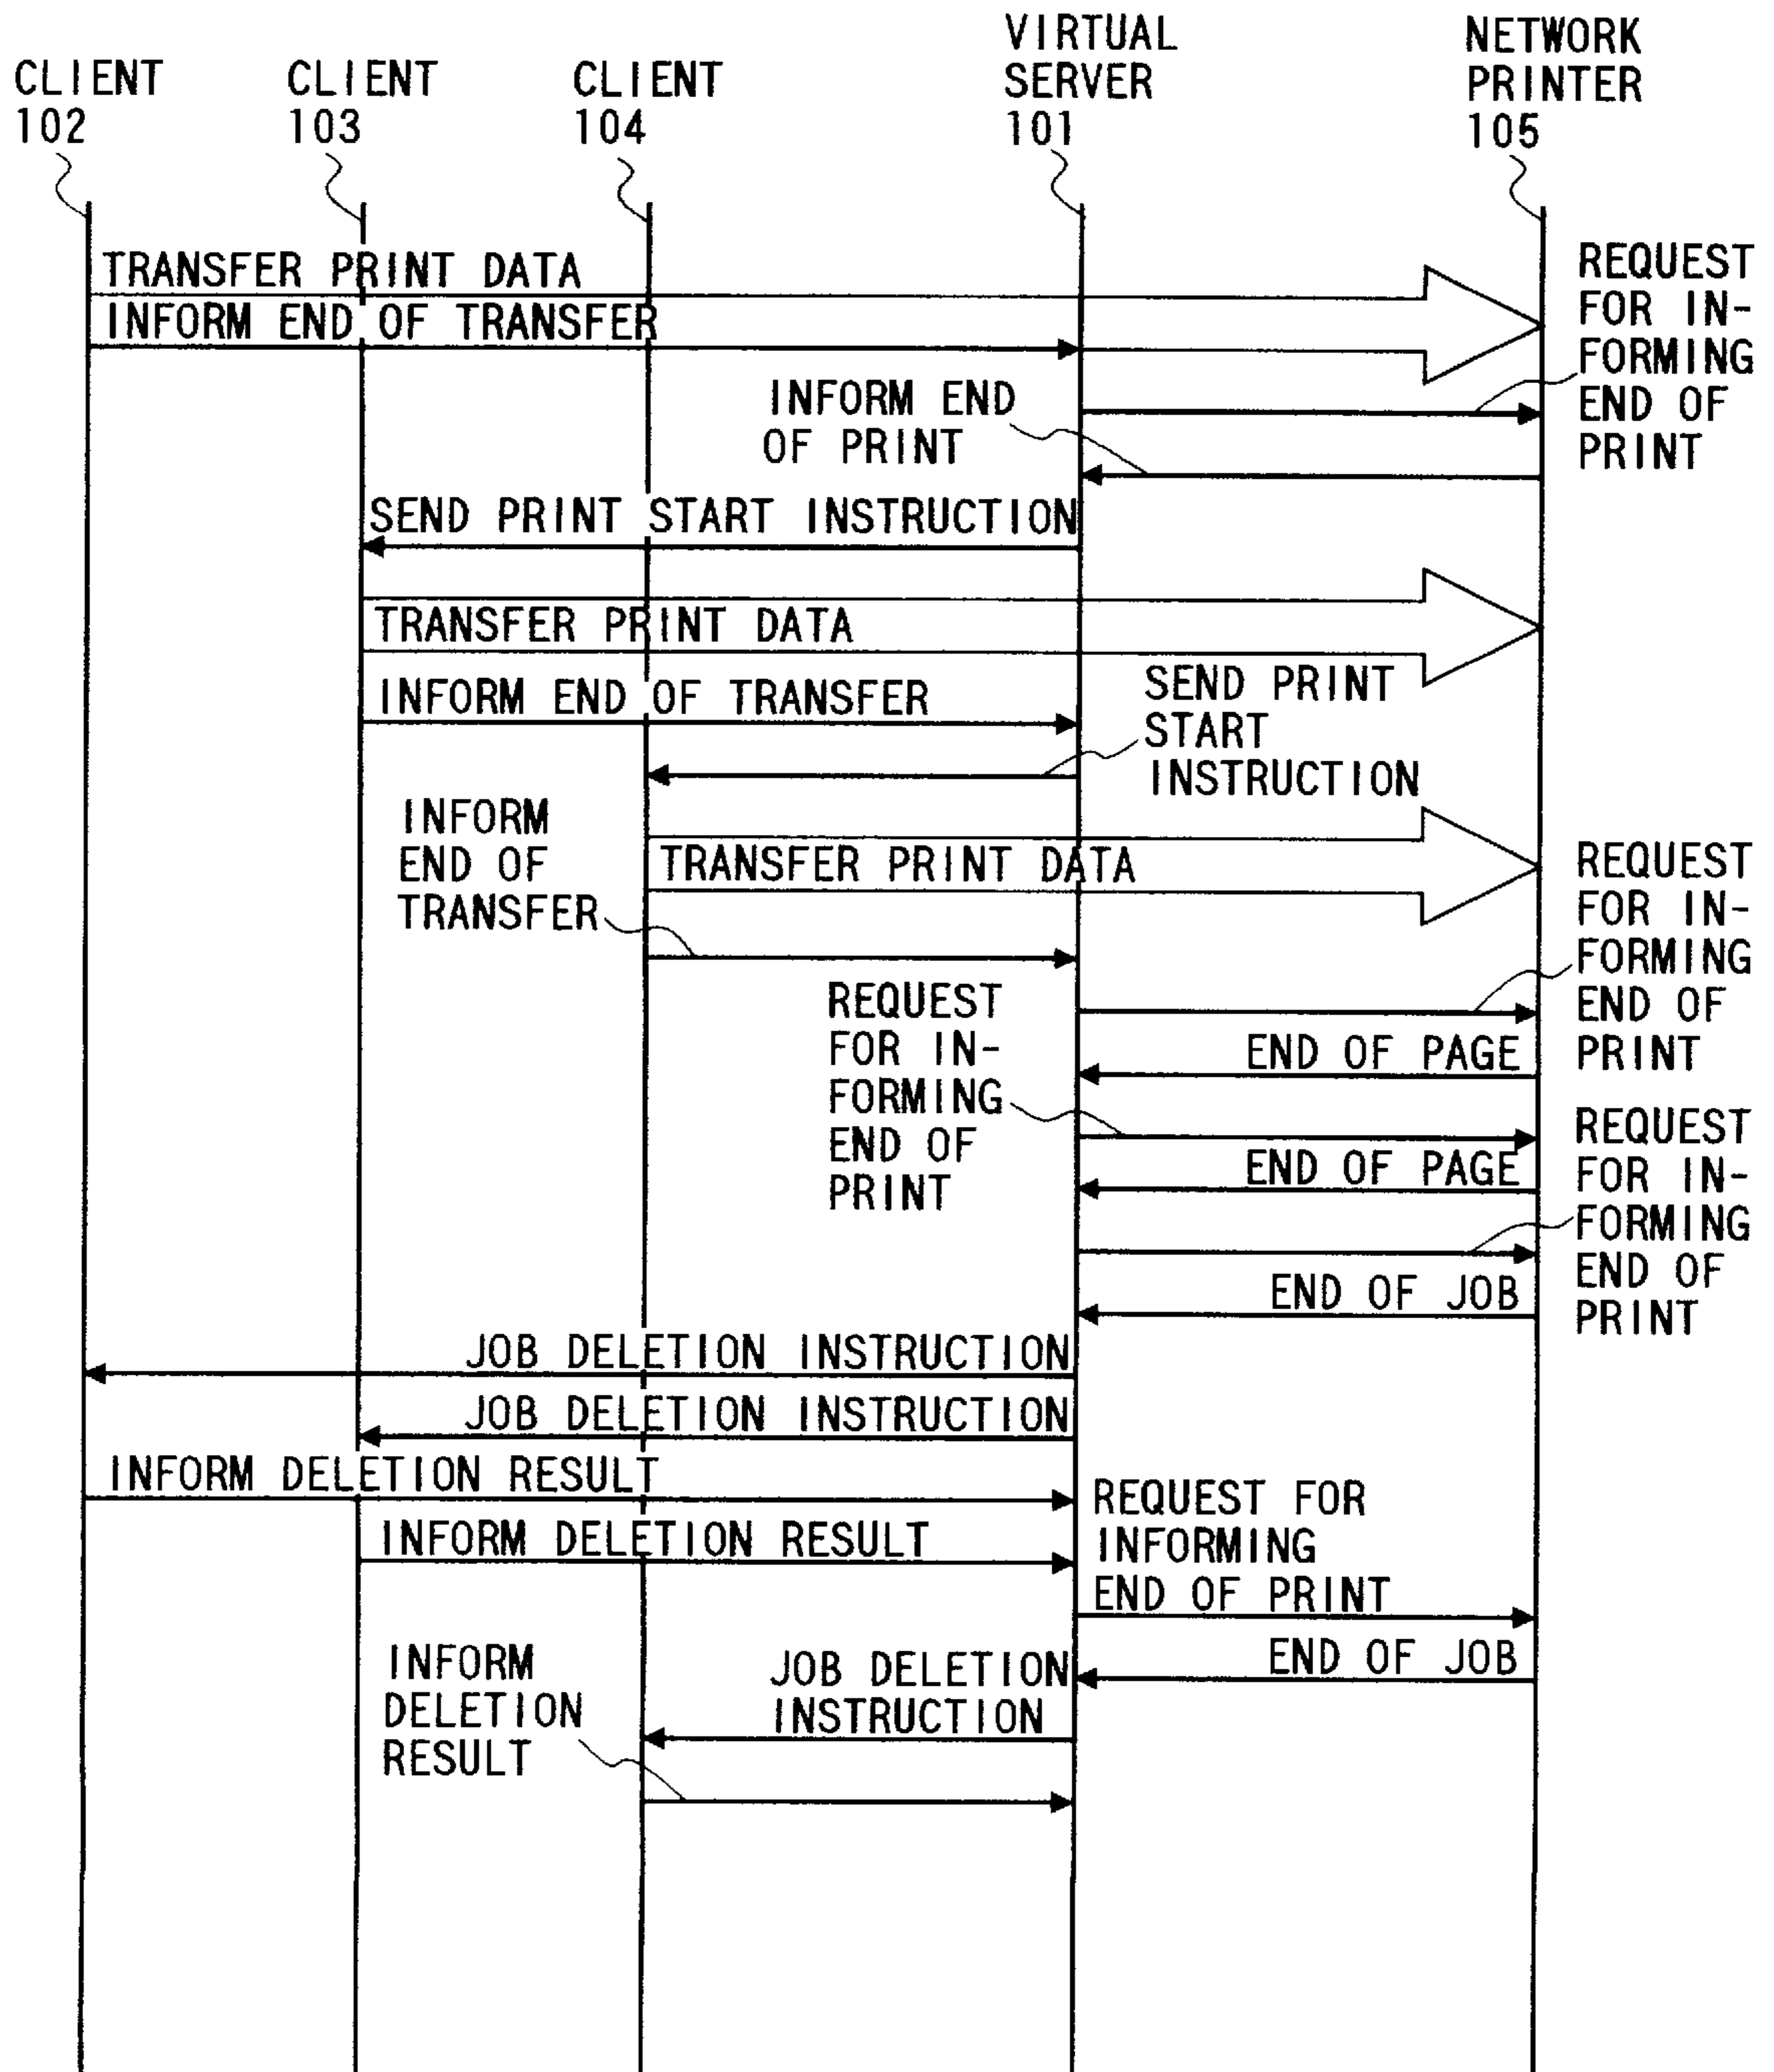 CLIENT
102
CLIENT
103
CLIENT
104
VIRTUAL
SERVER
101
NETWORK
PRINTER
105
TRANSFER PRINT DATA
INFORM END OF TRANSFER
REQUEST
FOR IN-
FORMING
END OF
PRINT
INFORM END
OF PRINT
SEND PRINT START INSTRUCTION
TRANSFER PRINT DATA
INFORM END OF TRANSFER
SEND PRINT
START
INSTRUCTION
INFORM
END OF
TRANSFER
TRANSFER PRINT DATA
REQUEST
FOR IN-
FORMING
END OF
PRINT
REQUEST
FOR IN-
FORMING
END OF
PRINT
END OF PAGE
END OF PAGE
REQUEST
FOR IN-
FORMING
END OF
PRINT
END OF JOB
JOB DELETION INSTRUCTION
JOB DELETION INSTRUCTION
INFORM DELETION RESULT
INFORM DELETION RESULT
REQUEST FOR
INFORMING
END OF PRINT
END OF JOB
JOB DELETION
INSTRUCTION
INFORM
DELETION
RESULT